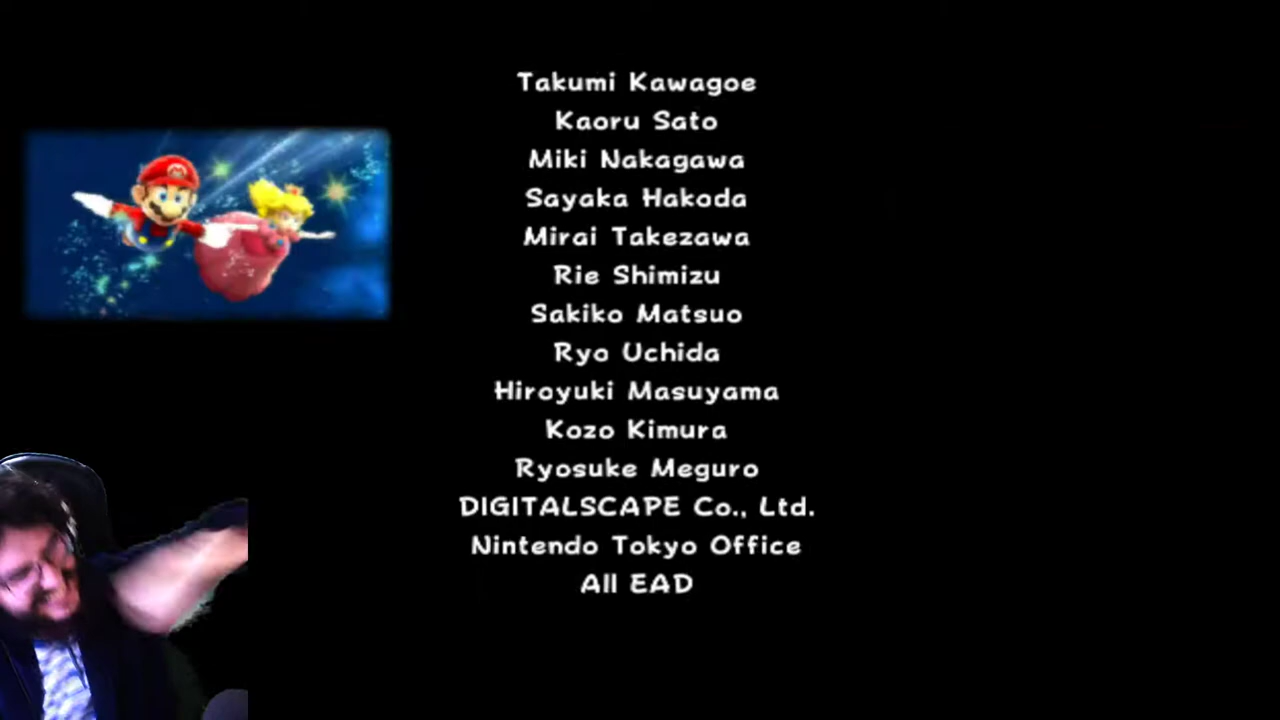 Takumi Kawagoe
Kaoru Sato
Miki Nakagawa
Sayaka Hakoda
Mirai Takezawa
Rie Shimizu
Sakiko Matsuo
Ryo Uchida
Hiroyuki Masuyama
Kozo Kimura
Ryosuke Meguro
DIGITALSCAPE Co., Ltd.
Nintendo Tokyo Office
All EAD